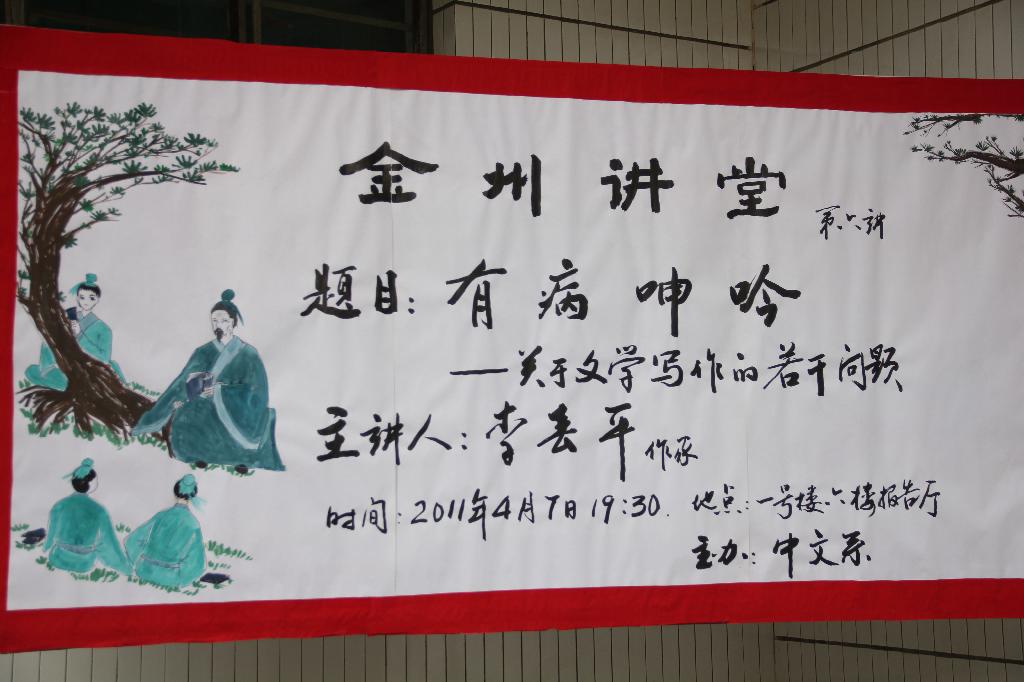 金州讲堂 第六讲
题目：有病呻吟
——关于文学写作的若干问题
主讲人：李春平 作家
时间：2011年4月7日19:30. 地点：一号楼六楼报告厅
主办：中文系